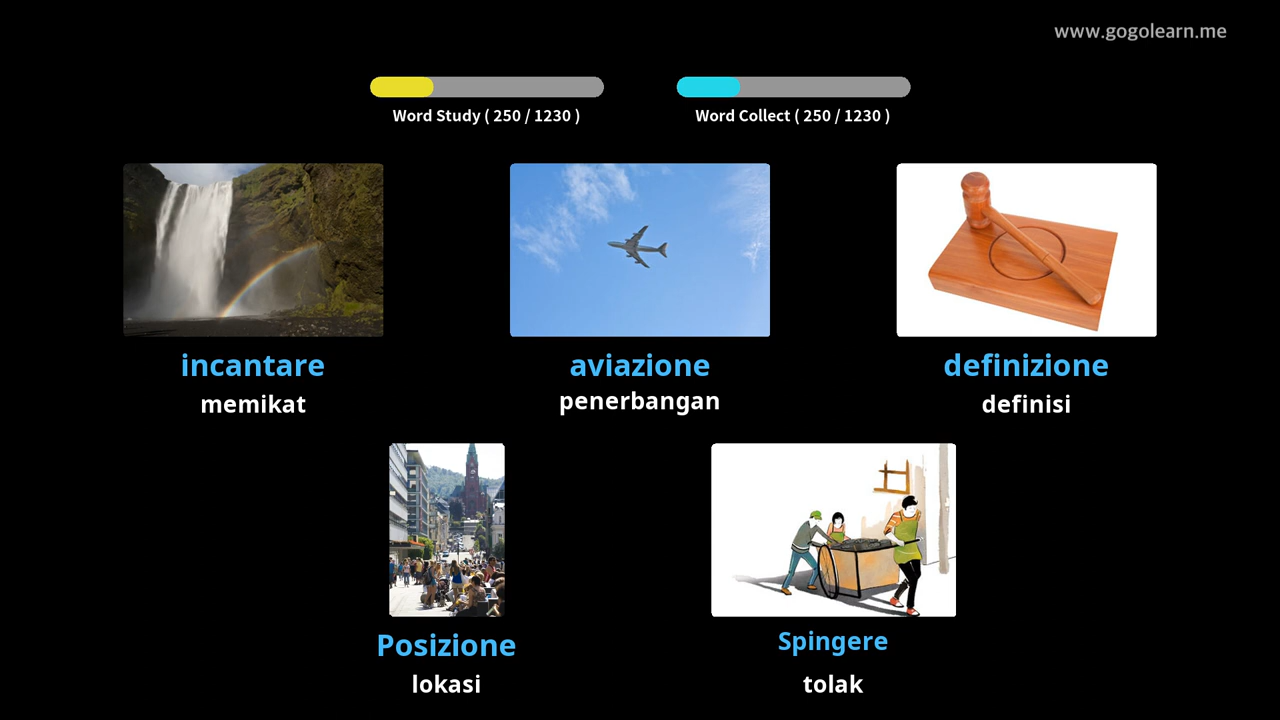 www.gogolearn.me
Word Study ( 250 / 1230 )
Word Collect ( 250 / 1230 )
incantare
memikat
aviazione
penerbangan
definizione
definisi
Posizione
lokasi
Spingere
tolak